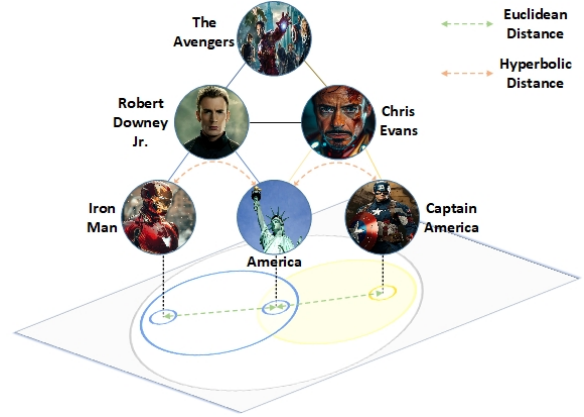 The
Avengers
Euclidean
Distance
Hyperbolic
Distance
Robert
Downey
Jr.
Chris
Evans
Iron
Man
America
Captain
America